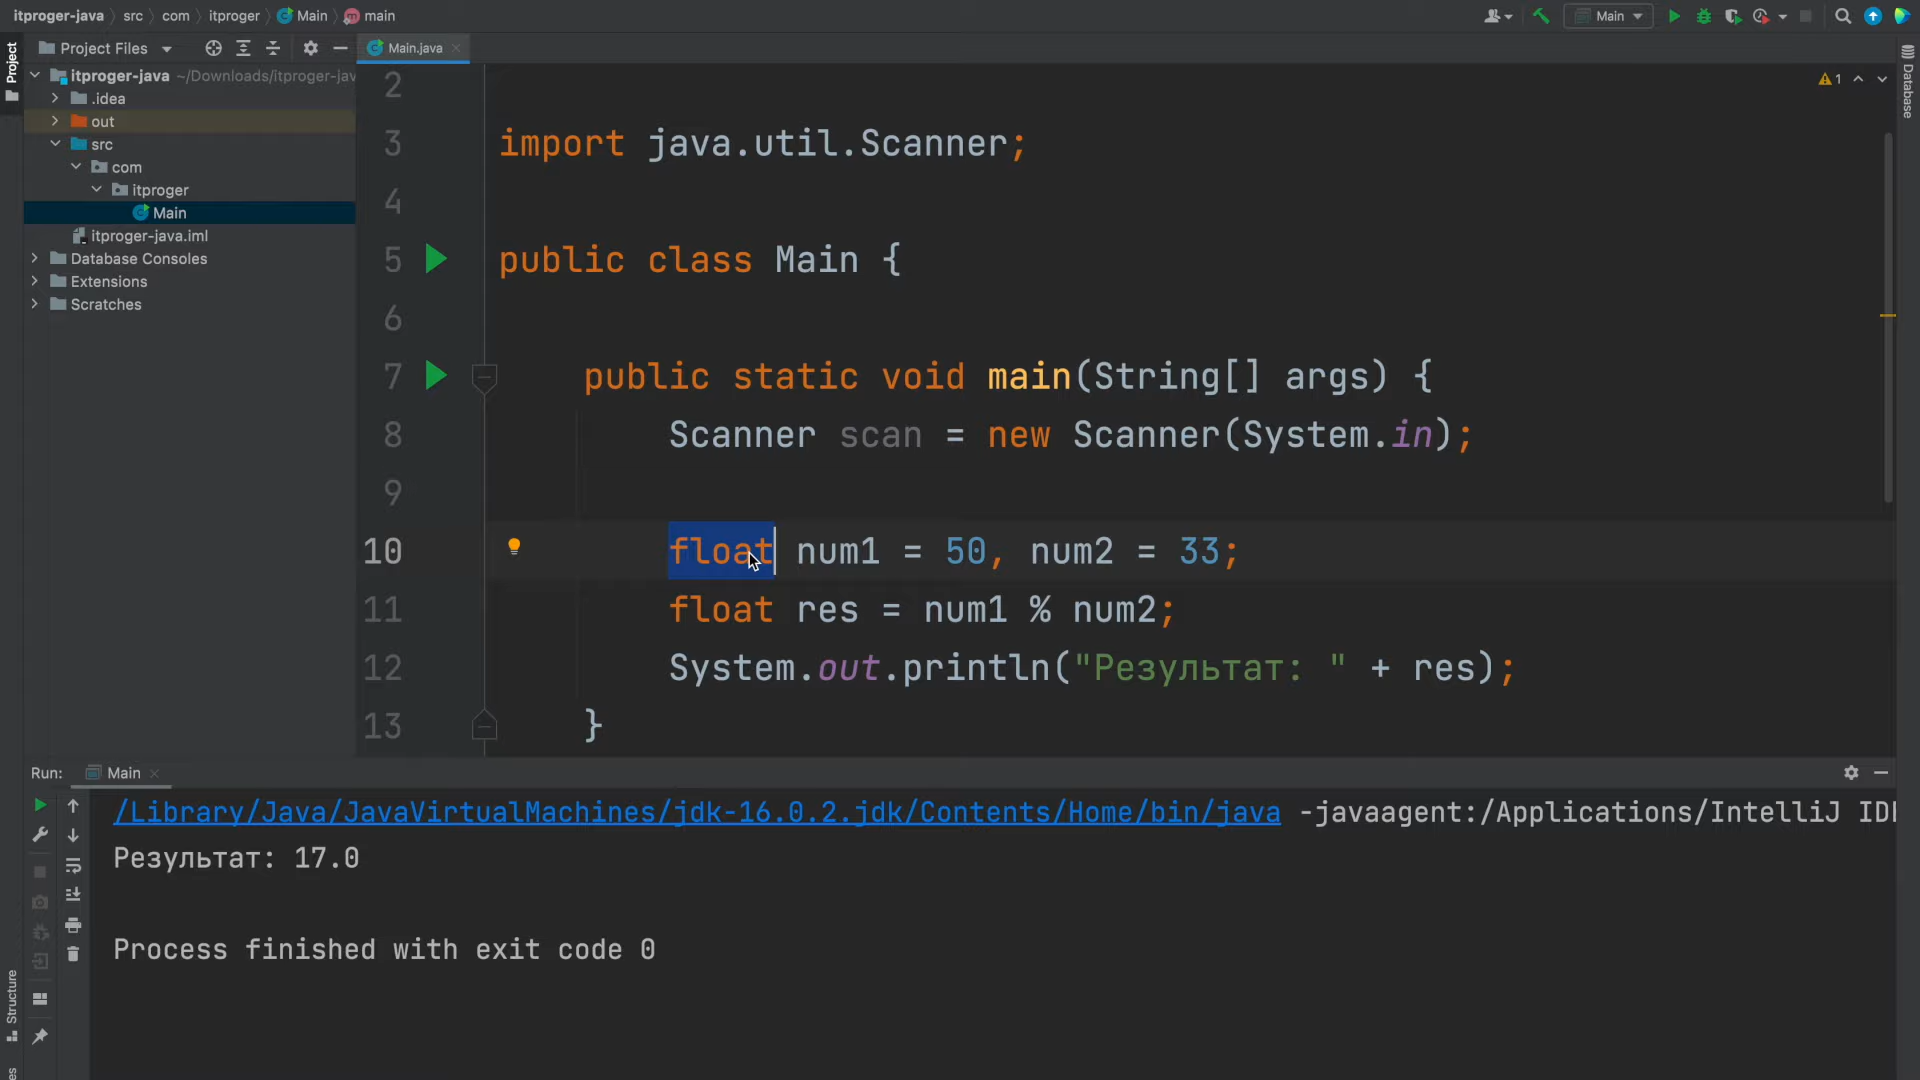 itproger-java src com itproger Main main
Main
Project
Project Files
Main.java
Database
itproger-java ~/Downloads/itproger-jav
.idea
out
src
com
itproger
Main
itproger-java.iml
Database Consoles
Extensions
Scratches
1
2
3 import java.util.Scanner;
4
5 public class Main {
6
7 public static void main(String[] args) {
8 Scanner scan = new Scanner(System.in);
9
10 float num1 = 50, num2 = 33;
11 float res = num1 % num2;
12 System.out.println("Результат: " + res);
13 }
Run: Main
/Library/Java/JavaVirtualMachines/jdk-16.0.2.jdk/Contents/Home/bin/java -javaagent:/Applications/IntelliJ IDE
Результат: 17.0
Process finished with exit code 0
Structure